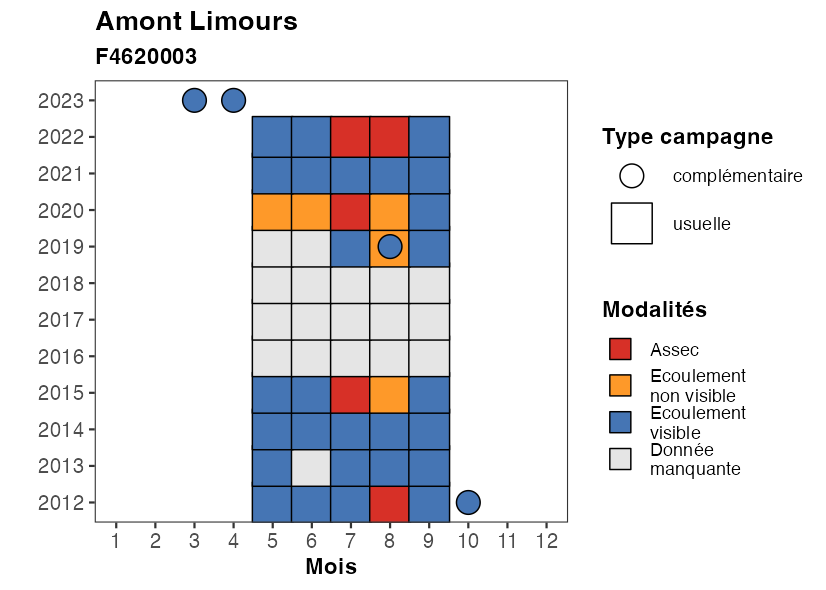 Amont Limours
F4620003
2023
2022
2021
2020
2019
2018
2017
2016
2015
2014
2013
2012
1 2 3 4 5 6 7 8 9 10 11 12
Mois
Type campagne
complémentaire
usuelle
Modalités
Assec
Ecoulement
non visible
Ecoulement
visible
Donnée
manquante